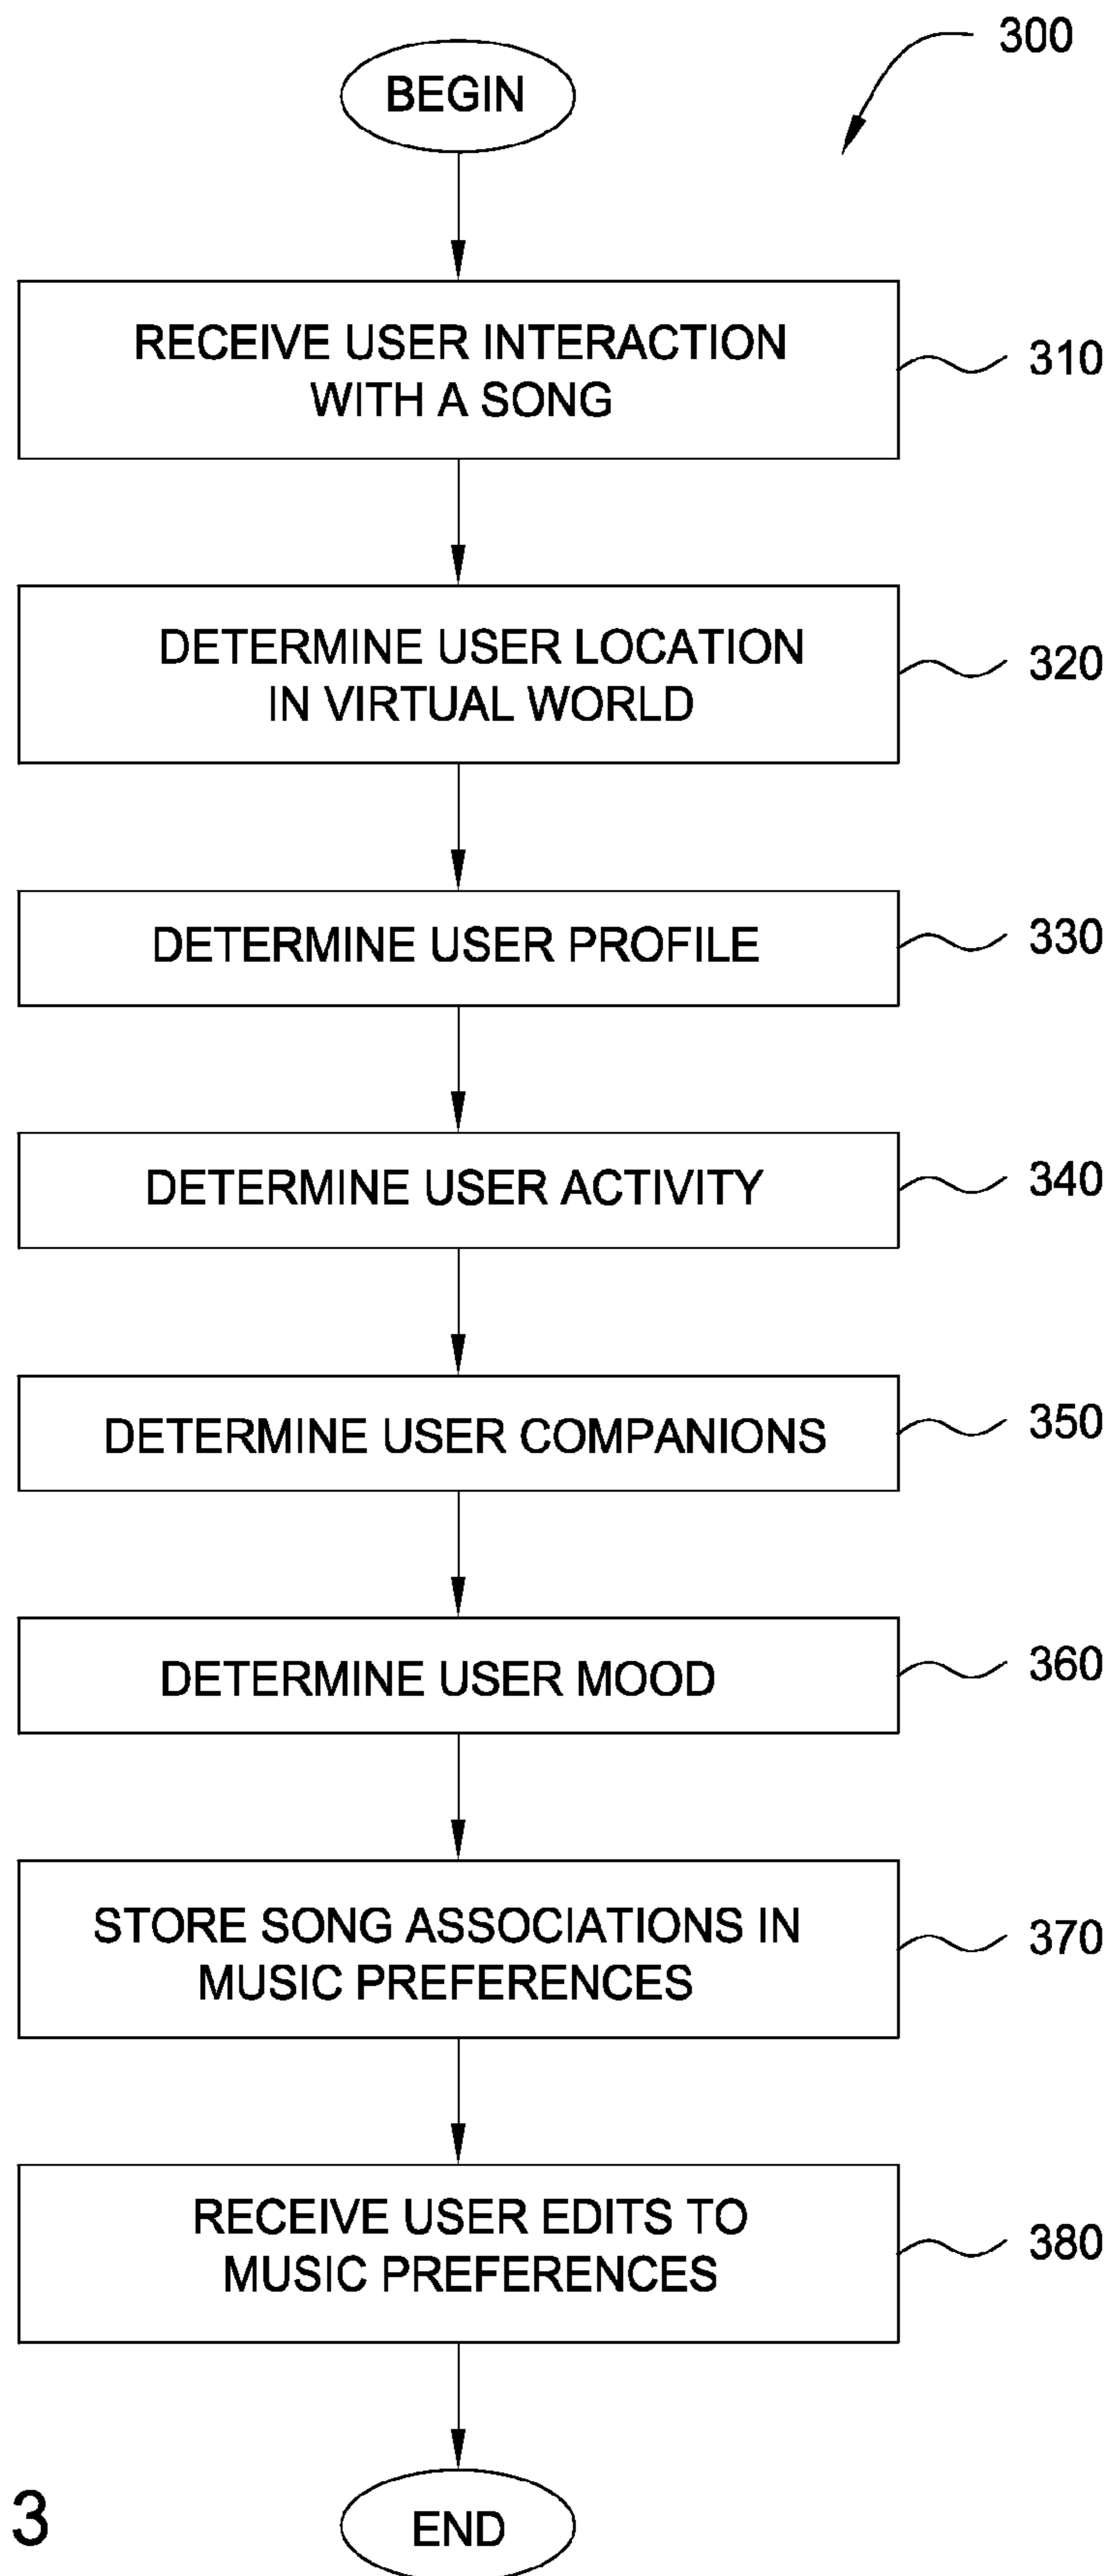 300
BEGIN
RECEIVE USER INTERACTION
WITH A SONG
310
DETERMINE USER LOCATION
IN VIRTUAL WORLD
320
DETERMINE USER PROFILE
330
DETERMINE USER ACTIVITY
340
DETERMINE USER COMPANIONS
350
DETERMINE USER MOOD
360
STORE SONG ASSOCIATIONS IN
MUSIC PREFERENCES
370
RECEIVE USER EDITS TO
MUSIC PREFERENCES
380
3
END